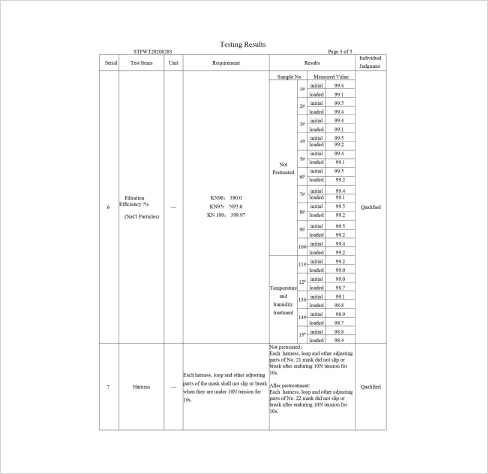 Testing Results
STFWT20206283 Page 3 of 5
Serial Test Items Unit Requirement Results Individual Judgment
Sample No Measured Value
6 Filtration Efficiency /% (NaCl Particles) — KN90: ≥90.0 KN95: ≥95.0 KN 100: ≥99.97 Qualified
Not Pretreated
1# initial 99.4
loaded 99.1
2# initial 99.5
loaded 99.4
3# initial 99.4
loaded 99.1
4# initial 99.5
loaded 99.2
5# initial 99.4
loaded 99.1
6# initial 99.5
loaded 99.2
7# initial 99.4
loaded 99.1
8# initial 99.5
loaded 99.2
9# initial 99.5
loaded 99.2
10# initial 99.4
loaded 99.2
Temperature and humidity treatment
11# initial 99.2
loaded 99.0
12# initial 99.0
loaded 98.7
13# initial 99.1
loaded 98.8
14# initial 98.9
loaded 98.7
15# initial 98.8
loaded 98.4
7 Harness —
Each harness, loop and other adjusting
parts of the mask shall not slip or break
when they are under 10N tension for
10s.
Not pretreated:
Each harness, loop and other adjusting
parts of No. 21 mask did not slip or
break after enduring 10N tension for
10s.
After pretreatment:
Each harness, loop and other adjusting
parts of No. 22 mask did not slip or
break after enduring 10N tension for
10s.
Qualified